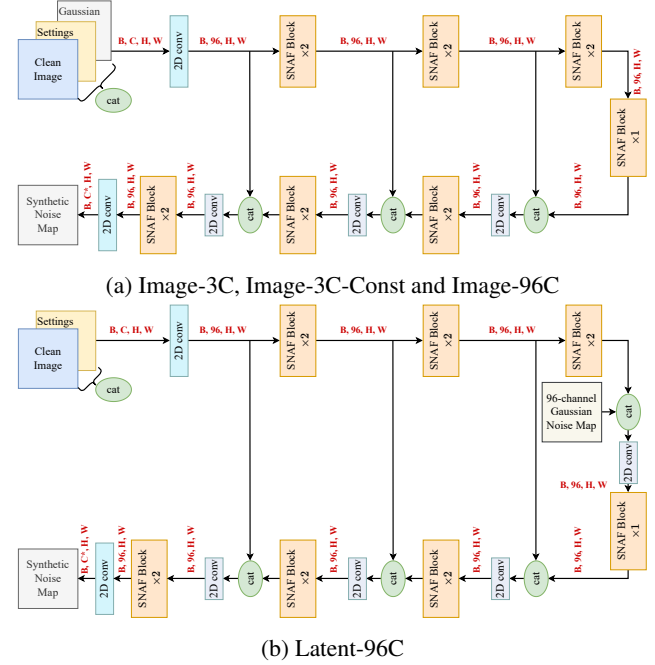 Gaussian
Settings
Clean
Image
cat
B, C, H, W
2D conv
B, 96, H, W
SNAF Block
×2
B, 96, H, W
SNAF Block
×2
B, 96, H, W
SNAF Block
×2
B, 96, H, W
SNAF Block
×1
B, 96, H, W
cat
2D conv
B, 96, H, W
SNAF Block
×2
cat
2D conv
B, 96, H, W
SNAF Block
×2
cat
2D conv
B, 96, H, W
SNAF Block
×2
B, 96, H, W
2D conv
B, C*, H, W
Synthetic
Noise
Map
(a) Image-3C, Image-3C-Const and Image-96C
Settings
Clean
Image
cat
B, C, H, W
2D conv
B, 96, H, W
SNAF Block
×2
B, 96, H, W
SNAF Block
×2
B, 96, H, W
SNAF Block
×2
96-channel
Gaussian
Noise Map
cat
2D conv
B, 96, H, W
SNAF Block
×1
B, 96, H, W
cat
2D conv
B, 96, H, W
SNAF Block
×2
cat
2D conv
B, 96, H, W
SNAF Block
×2
cat
2D conv
B, 96, H, W
SNAF Block
×2
B, 96, H, W
2D conv
B, C*, H, W
Synthetic
Noise
Map
(b) Latent-96C